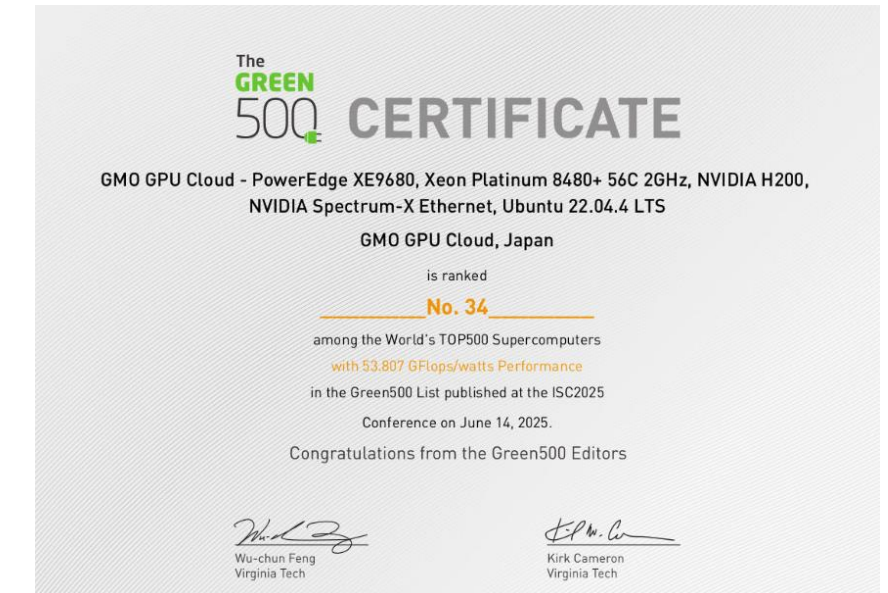 The
GREEN
500 CERTIFICATE
GMO GPU Cloud - PowerEdge XE9680, Xeon Platinum 8480+ 56C 2GHz, NVIDIA H200,
NVIDIA Spectrum-X Ethernet, Ubuntu 22.04.4 LTS
GMO GPU Cloud, Japan
is ranked
___________No. 34___________
among the World's TOP500 Supercomputers
with 53.807 GFlops/watts Performance
in the Green500 List published at the ISC2025
Conference on June 14, 2025.
Congratulations from the Green500 Editors
Wu-chun Feng
Virginia Tech
Kirk Cameron
Virginia Tech